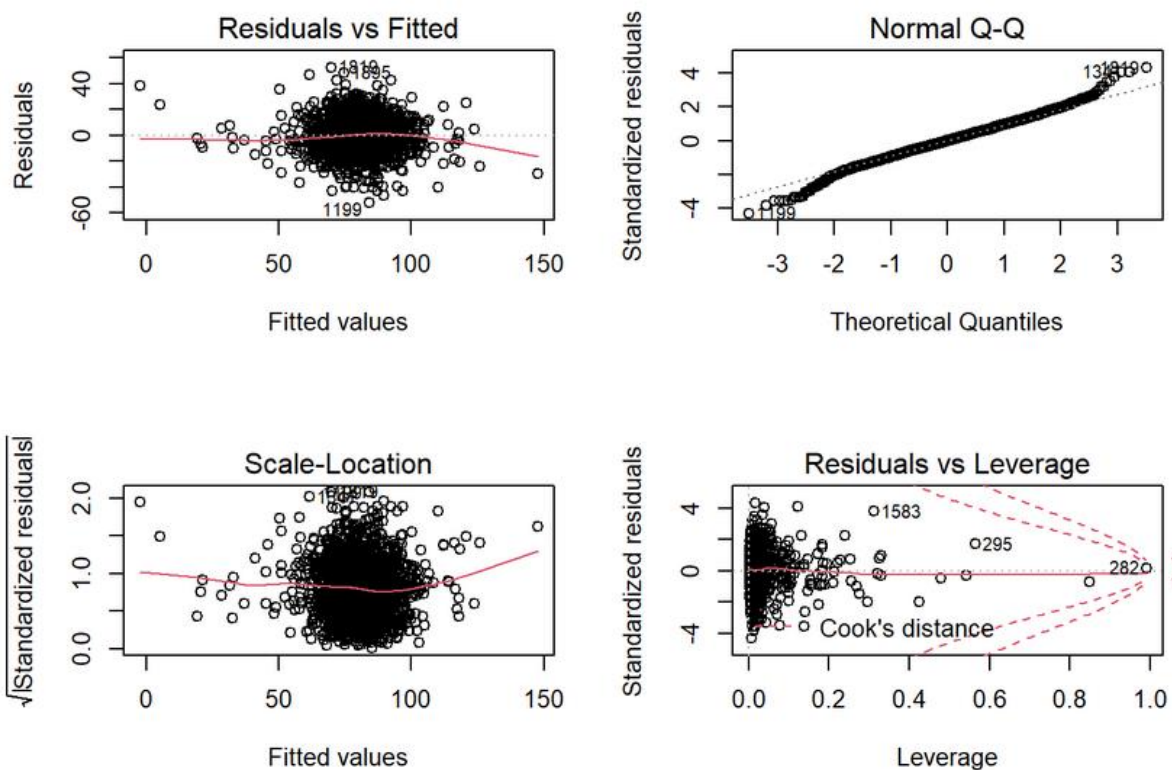 Residuals vs Fitted
Residuals
40
0
-60
1819
1895
1199
0 50 100 150
Fitted values
Normal Q-Q
Standardized residuals
4
2
0
-4
1819
1199
-3 -2 -1 0 1 2 3
Theoretical Quantiles
Scale-Location
√|Standardized residuals|
2.0
1.0
0.0
0 50 100 150
Fitted values
Residuals vs Leverage
Standardized residuals
4
0
-4
1583
295
282
Cook's distance
0.0 0.2 0.4 0.6 0.8 1.0
Leverage